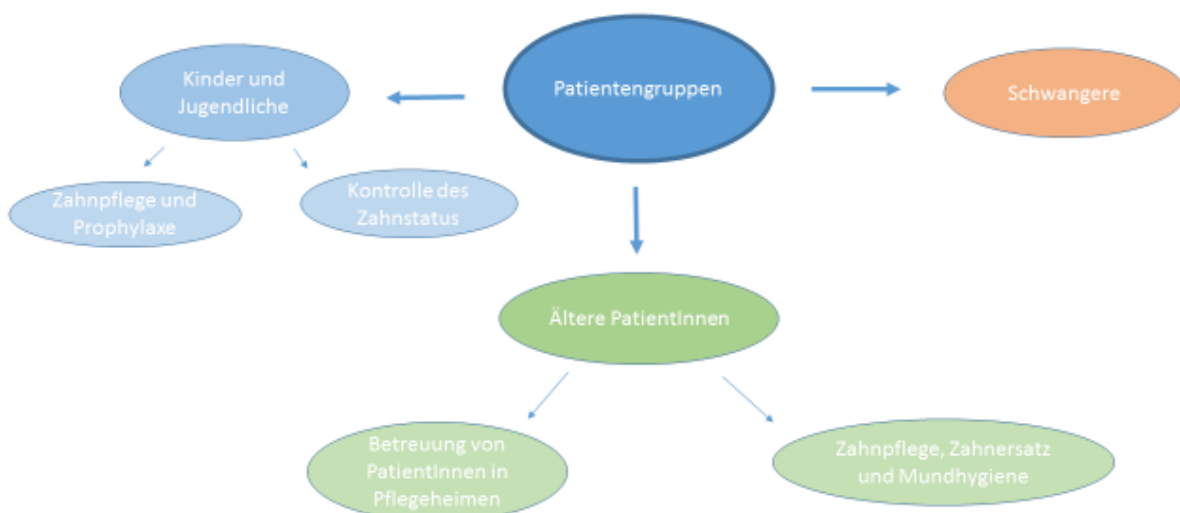 Patientengruppen
Kinder und
Jugendliche
Schwangere
Zahnpflege und
Prophylaxe
Kontrolle des
Zahnstatus
Ältere PatientInnen
Betreuung von
PatientInnen in
Pflegeheimen
Zahnpflege, Zahnersatz
und Mundhygiene